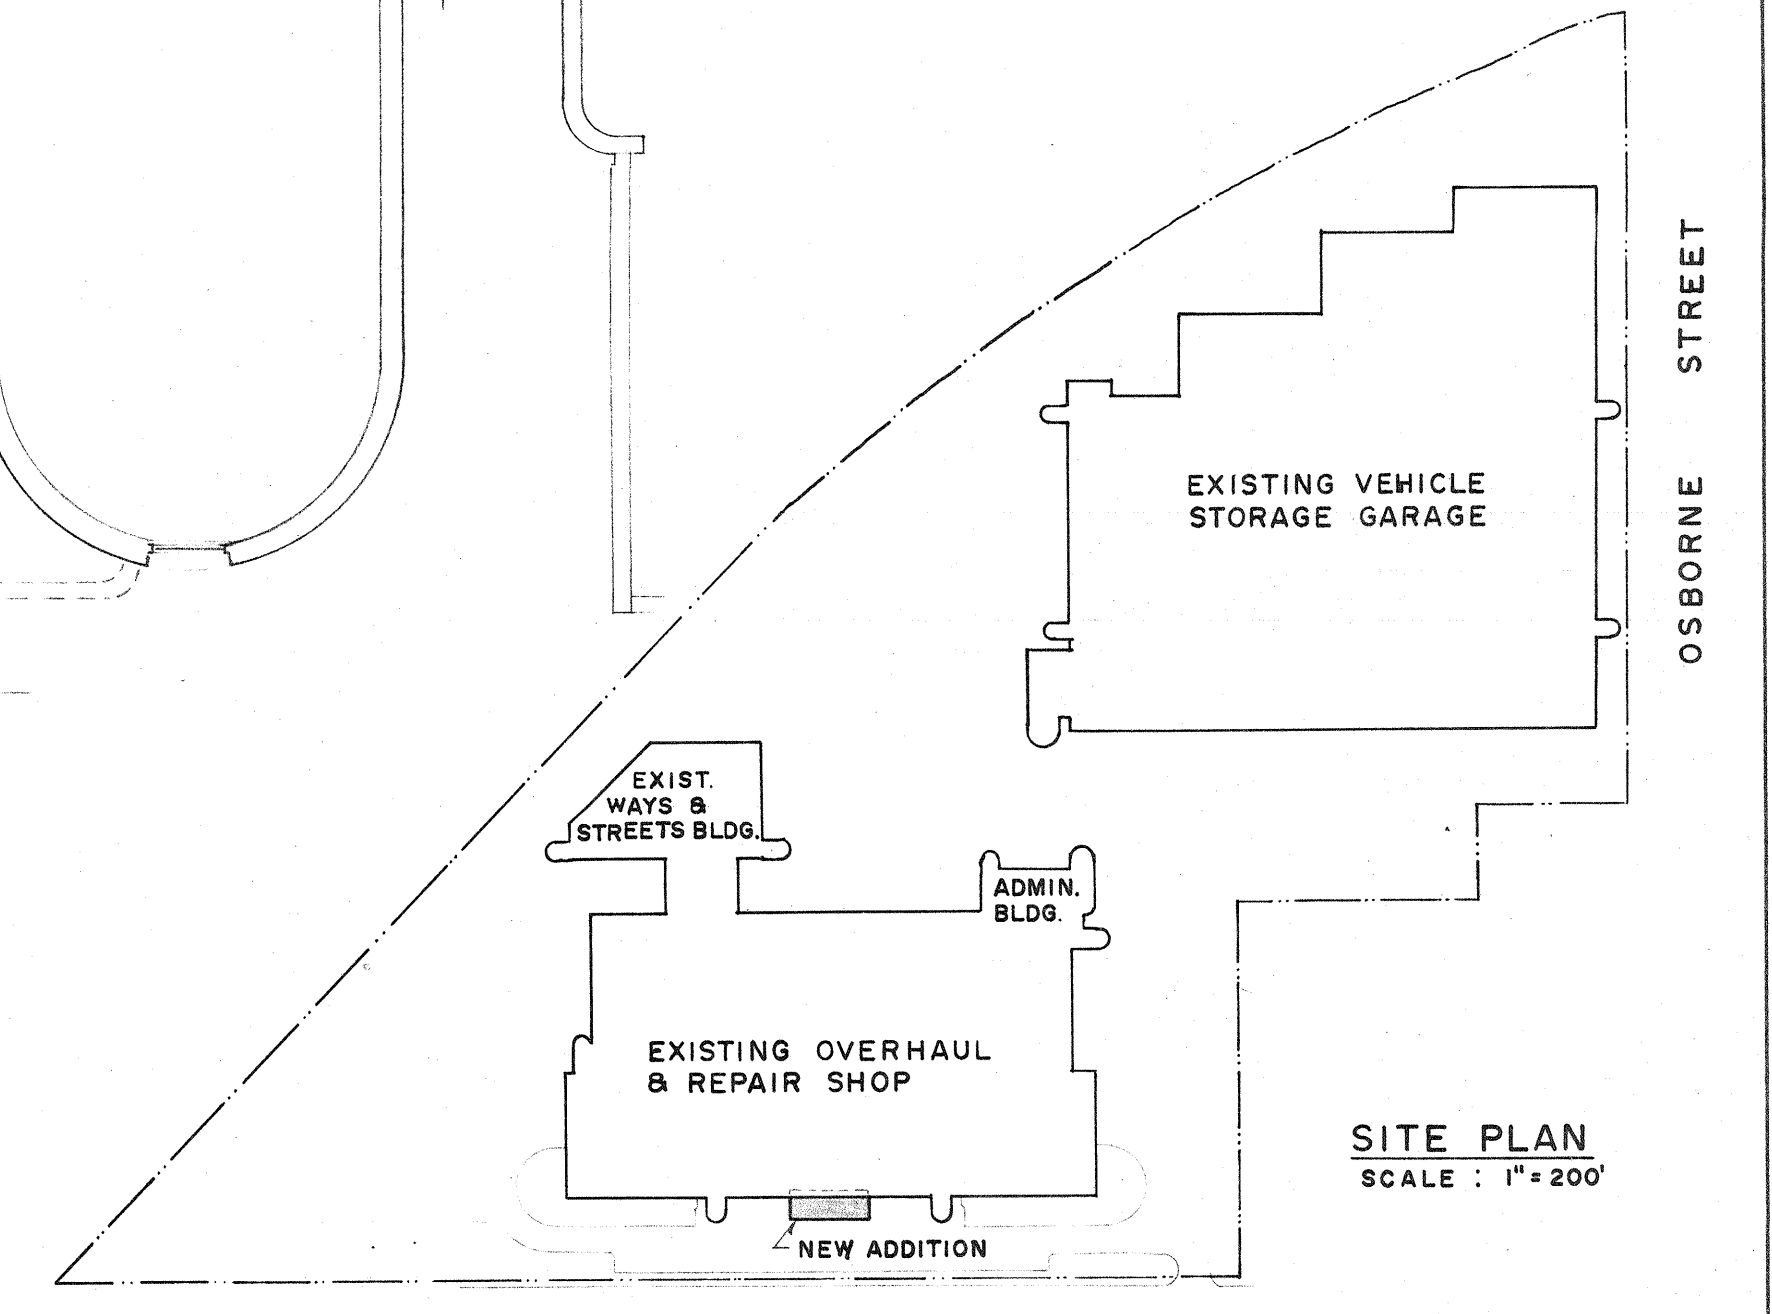 OSBORNE STREET
EXISTING VEHICLE
STORAGE GARAGE
EXIST.
WAYS &
STREETS BLDG.
ADMIN.
BLDG.
EXISTING OVERHAUL
& REPAIR SHOP
NEW ADDITION
SITE PLAN
SCALE : 1" = 200'